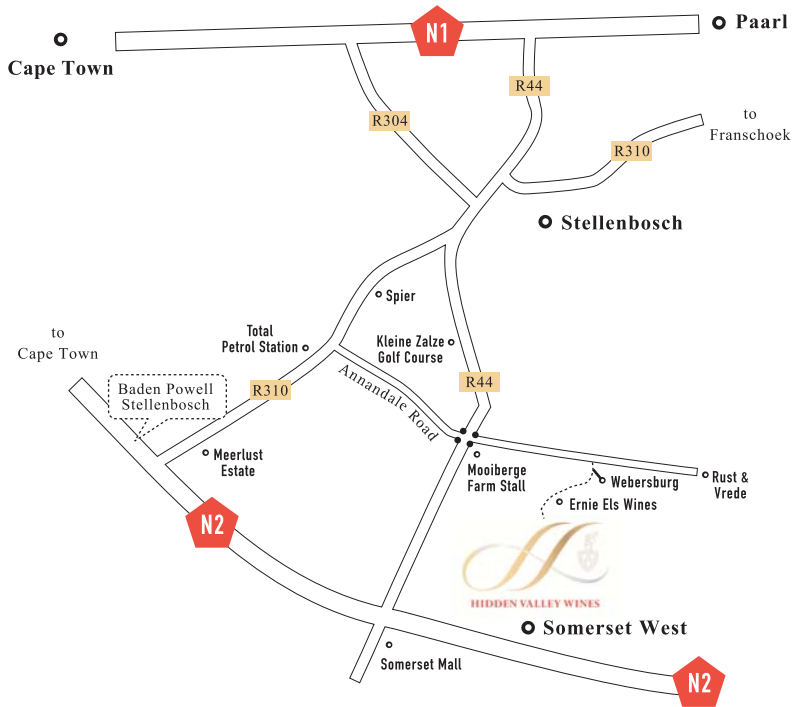 N1
Paarl
Cape Town
R44
R304
to
Franschoek
R310
Stellenbosch
Spier
Total
Petrol Station
Kleine Zalze
Golf Course
to
Cape Town
Baden Powell
Stellenbosch
R310
Annandale Road
R44
Meerlust
Estate
Mooiberge
Farm Stall
Webersburg
Rust &
Vrede
Ernie Els Wines
N2
HIDDEN VALLEY WINES
Somerset West
Somerset Mall
N2